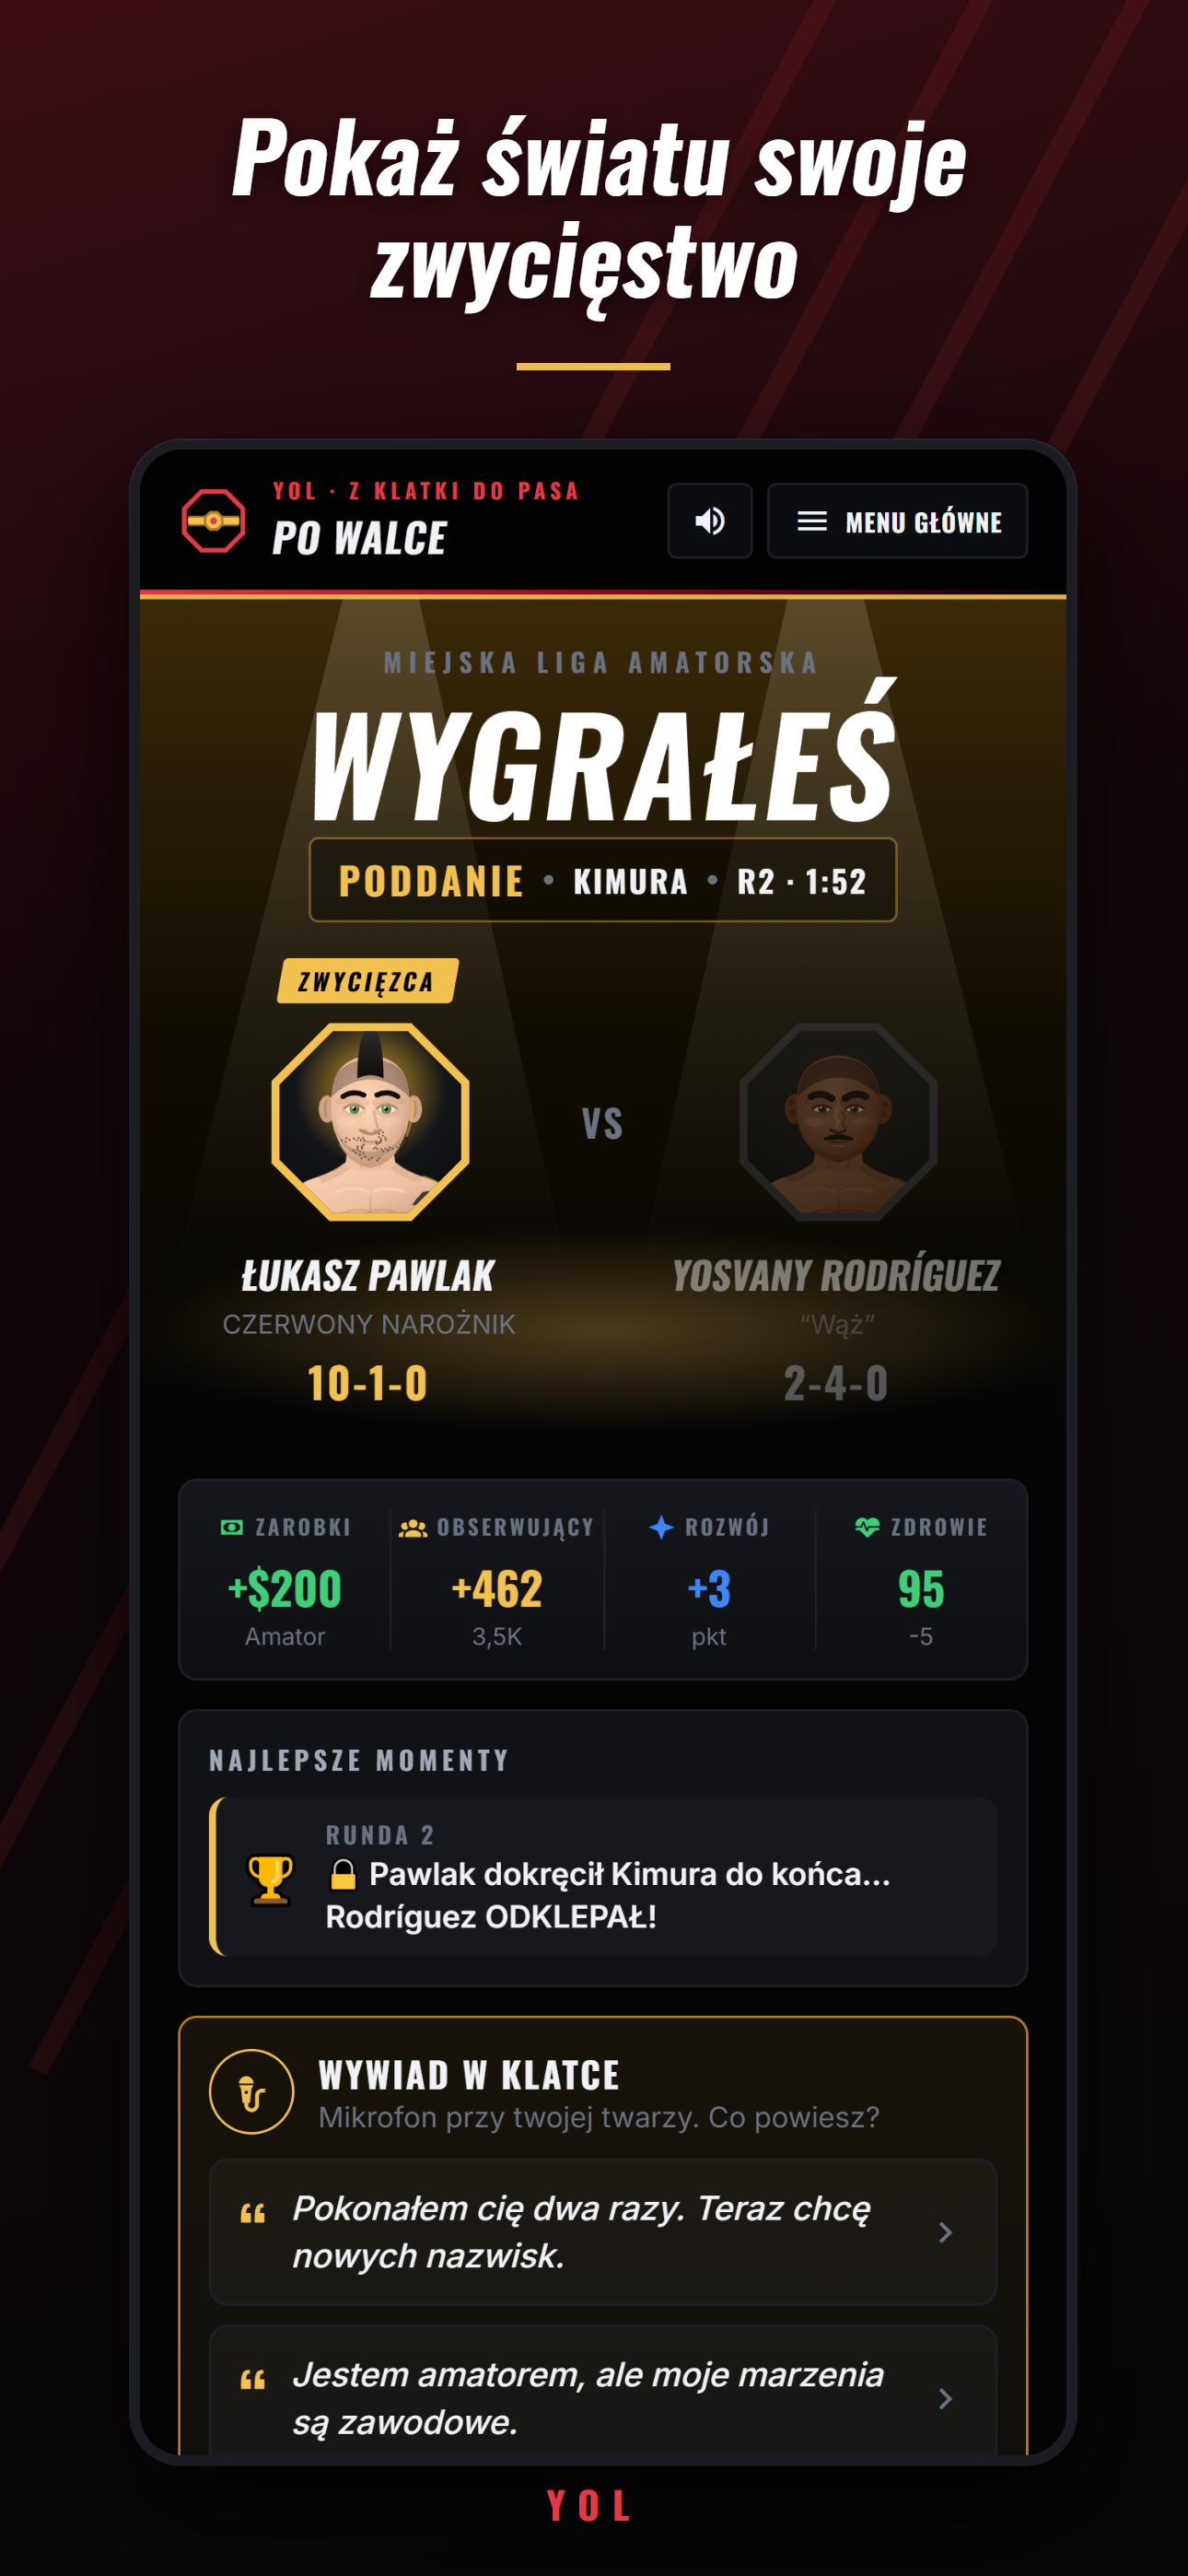 Pokaż światu swoje
zwycięstwo
YOL · Z KLATKI DO PASA
PO WALCE
MENU GŁÓWNE
MIEJSKA LIGA AMATORSKA
WYGRAŁEŚ
PODDANIE • KIMURA • R2 · 1:52
ZWYCIĘZCA
VS
ŁUKASZ PAWLAK
CZERWONY NAROŻNIK
10-1-0
YOSVANY RODRÍGUEZ
“Wąż”
2-4-0
ZAROBKI
+$200
Amator
OBSERWUJĄCY
+462
3,5K
ROZWÓJ
+3
pkt
ZDROWIE
95
-5
NAJLEPSZE MOMENTY
RUNDA 2
🔒 Pawlak dokręcił Kimura do końca...
Rodríguez ODKLEPAŁ!
WYWIAD W KLATCE
Mikrofon przy twojej twarzy. Co powiesz?
Pokonałem cię dwa razy. Teraz chcę
nowych nazwisk.
Jestem amatorem, ale moje marzenia
są zawodowe.
YOL